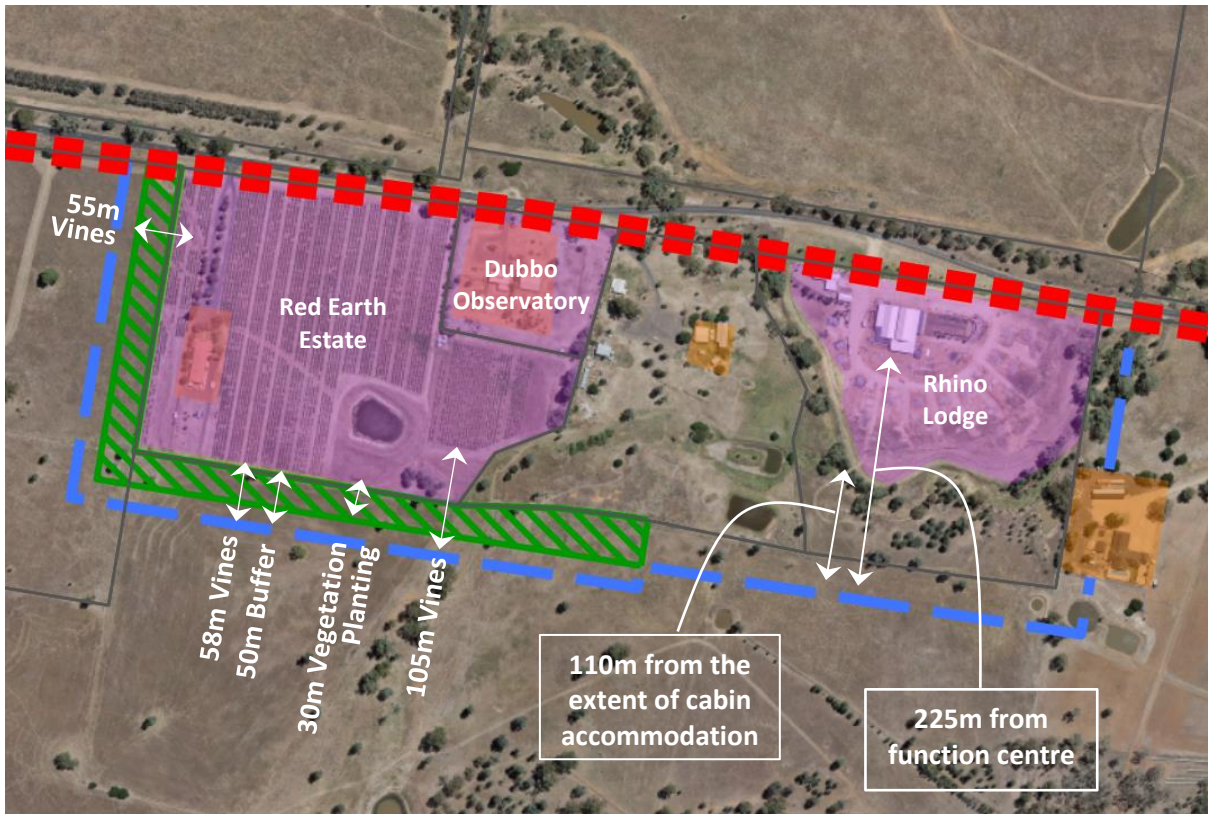 55m
Vines
Red Earth
Estate
Dubbo
Observatory
Rhino
Lodge
58m Vines
50m Buffer
30m Vegetation
Planting
105m Vines
110m from the
extent of cabin
accommodation
225m from
function centre